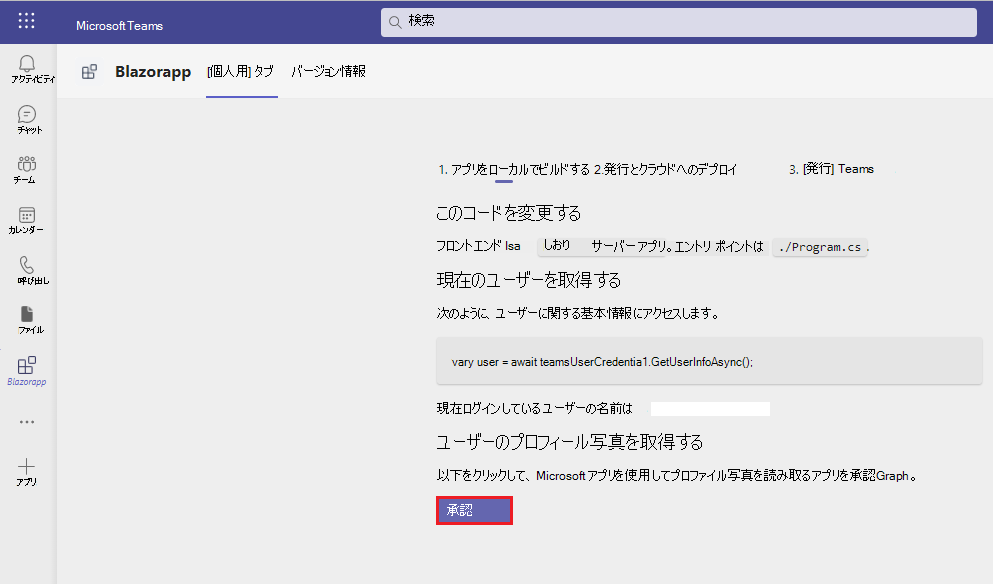 Microsoft Teams
検索
アクティビティ
チャット
チーム
カレンダー
呼び出し
ファイル
Blazorapp
アプリ
Blazorapp [個人用] タブ バージョン情報
1. アプリをローカルでビルドする 2.発行とクラウドへのデプロイ 3. [発行] Teams
このコードを変更する
フロントエンド Isa しおり サーバー アプリ。エントリ ポイントは ./Program.cs .
現在のユーザーを取得する
次のように、ユーザーに関する基本情報にアクセスします。
vary user = await teamsUserCredentia1.GetUserInfoAsync();
現在ログインしているユーザーの名前は
ユーザーのプロフィール写真を取得する
以下をクリックして、Microsoft アプリを使用してプロファイル写真を読み取るアプリを承認Graph。
承認